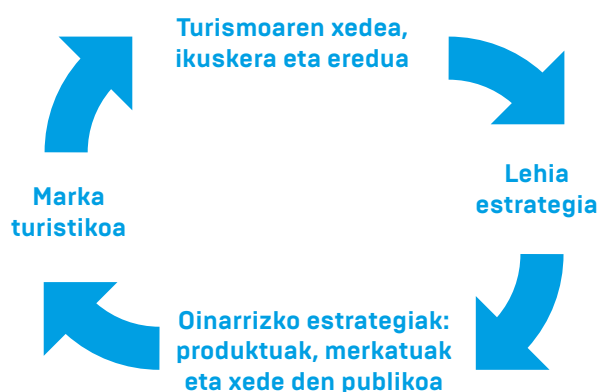 Turismoaren xedea,
ikuskera eta eredua
Lehia
estrategia
Oinarrizko estrategiak:
produktuak, merkatuak
eta xede den publikoa
Marka
turistikoa